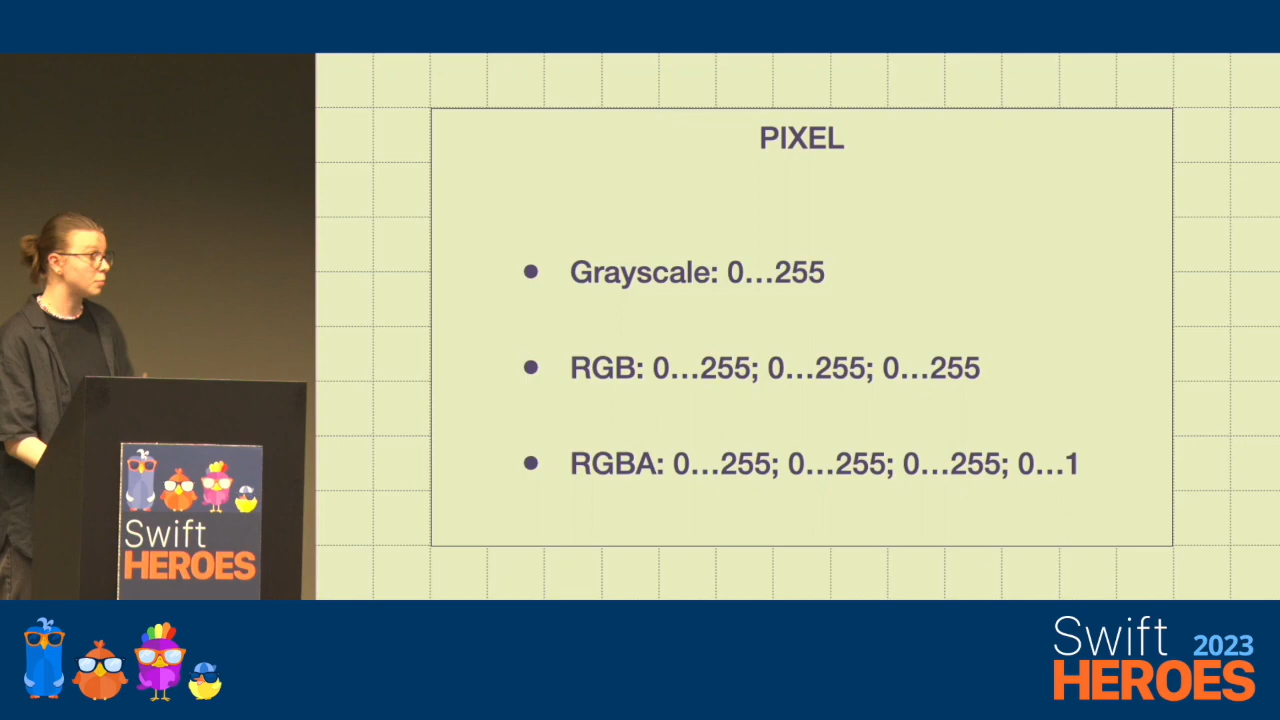 PIXEL
• Grayscale: 0...255
• RGB: 0...255; 0...255; 0...255
• RGBA: 0...255; 0...255; 0...255; 0...1
Swift
HEROES
Swift 2023
HEROES